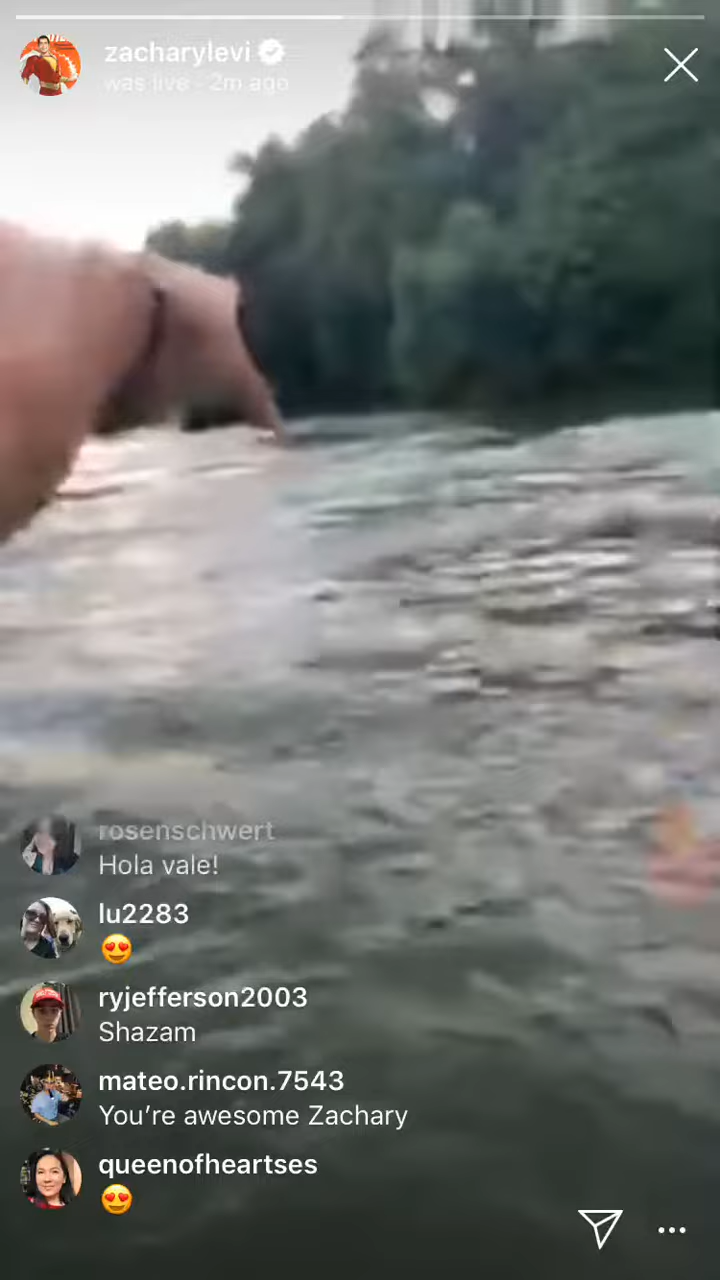 zacharylevi
was live - 2m ago
rosenschwert
Hola vale!
lu2283
😍
ryjefferson2003
Shazam
mateo.rincon.7543
You’re awesome Zachary
queenofheartses
😍